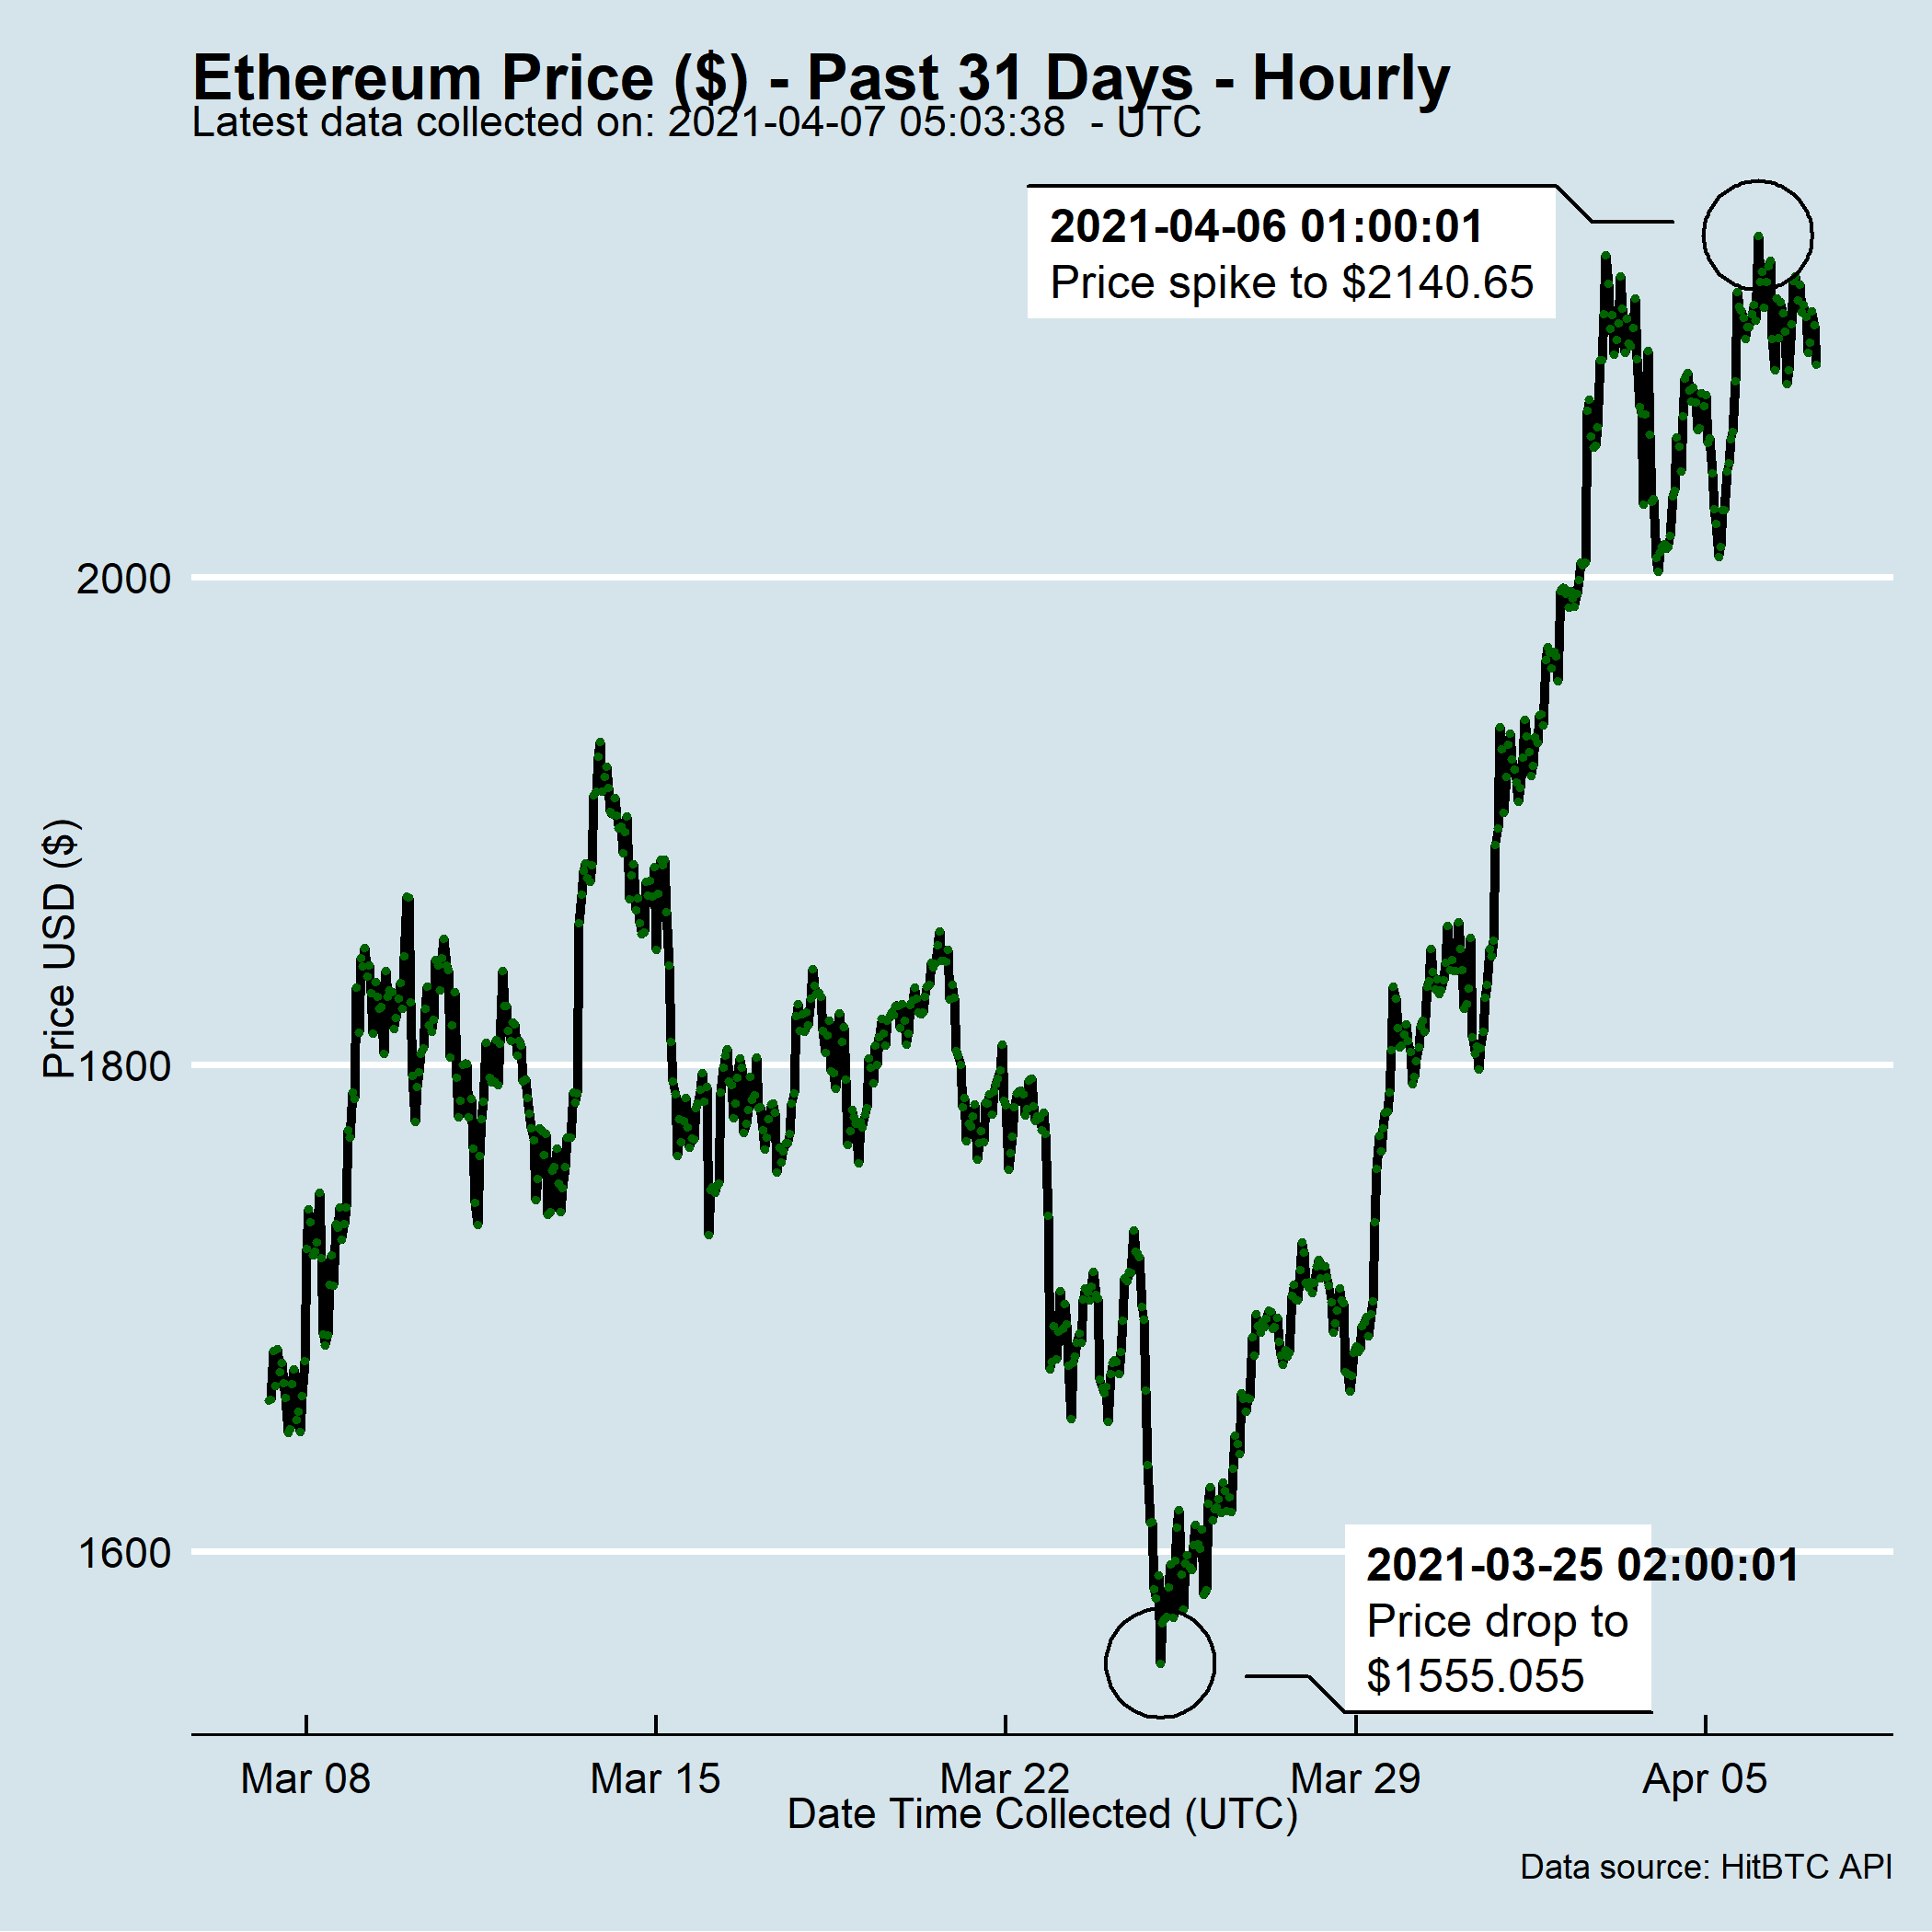 Ethereum Price ($) - Past 31 Days - Hourly
Latest data collected on: 2021-04-07 05:03:38  - UTC
2021-04-06 01:00:01
Price spike to $2140.65
2000
1800
1600
Price USD ($)
2021-03-25 02:00:01
Price drop to
$1555.055
Mar 08
Mar 15
Mar 22
Mar 29
Apr 05
Date Time Collected (UTC)
Data source: HitBTC API